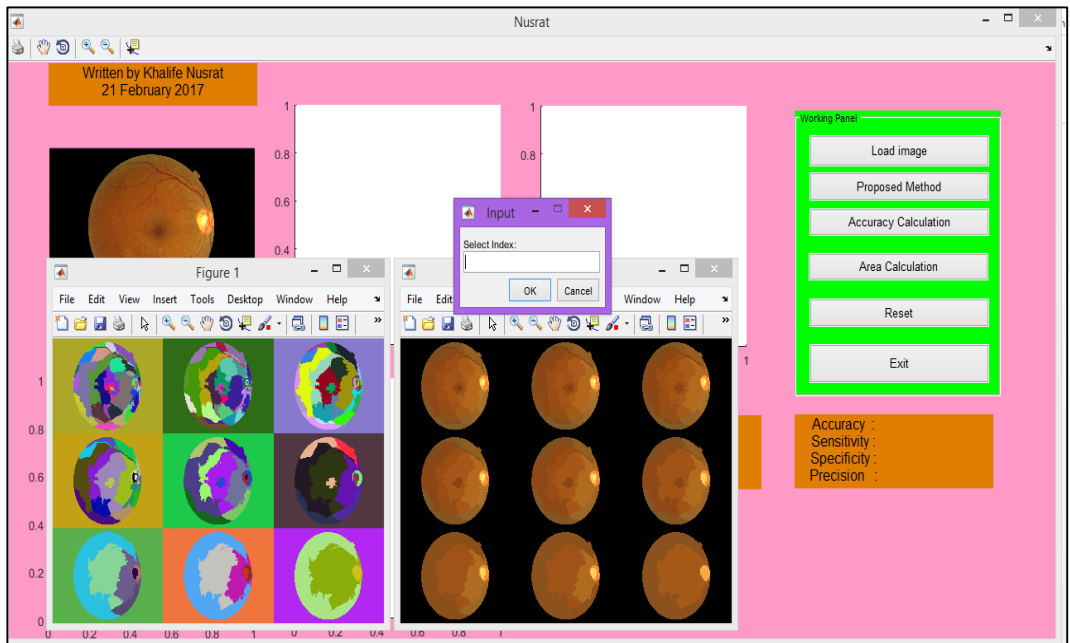 Nusrat
Written by Khalife Nusrat
21 February 2017
1
0.8
0.6
0.4
1
0.8
Working Panel
Load image
Proposed Method
Accuracy Calculation
Area Calculation
Reset
Exit
Input
Select Index:
OK
Cancel
Figure 1
File Edit View Insert Tools Desktop Window Help
File Edi Window Help
1
0.8
0.6
0.4
0.2
0
0 0.2 0.4 0.6 0.8 1 0 0.2 0.4 0.6 0.8 1
1
Accuracy :
Sensitivity :
Specificity :
Precision :